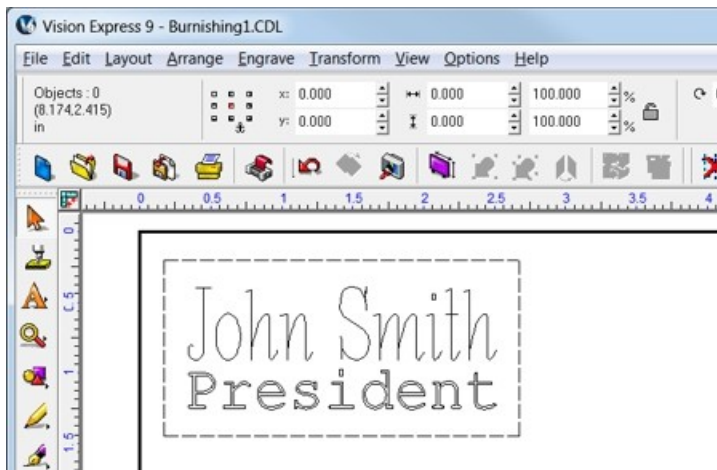 Vision Express 9 - Burnishing1.CDL
File Edit Layout Arrange Engrave Transform View Options Help
Objects : 0
(8.174,2.415)
in
x: 0.000 0.000 100.000 %
y: 0.000 0.000 100.000 %
0 0.5 1 1.5 2 2.5 3 3.5 4
0
0.5
1
1.5
John Smith
President